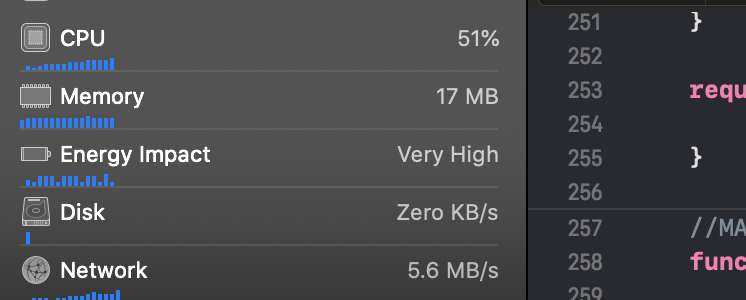 CPU 51%
Memory 17 MB
Energy Impact Very High
Disk Zero KB/s
Network 5.6 MB/s
251 }
252
253 requ
254
255 }
256
257 //MA
258 func
259